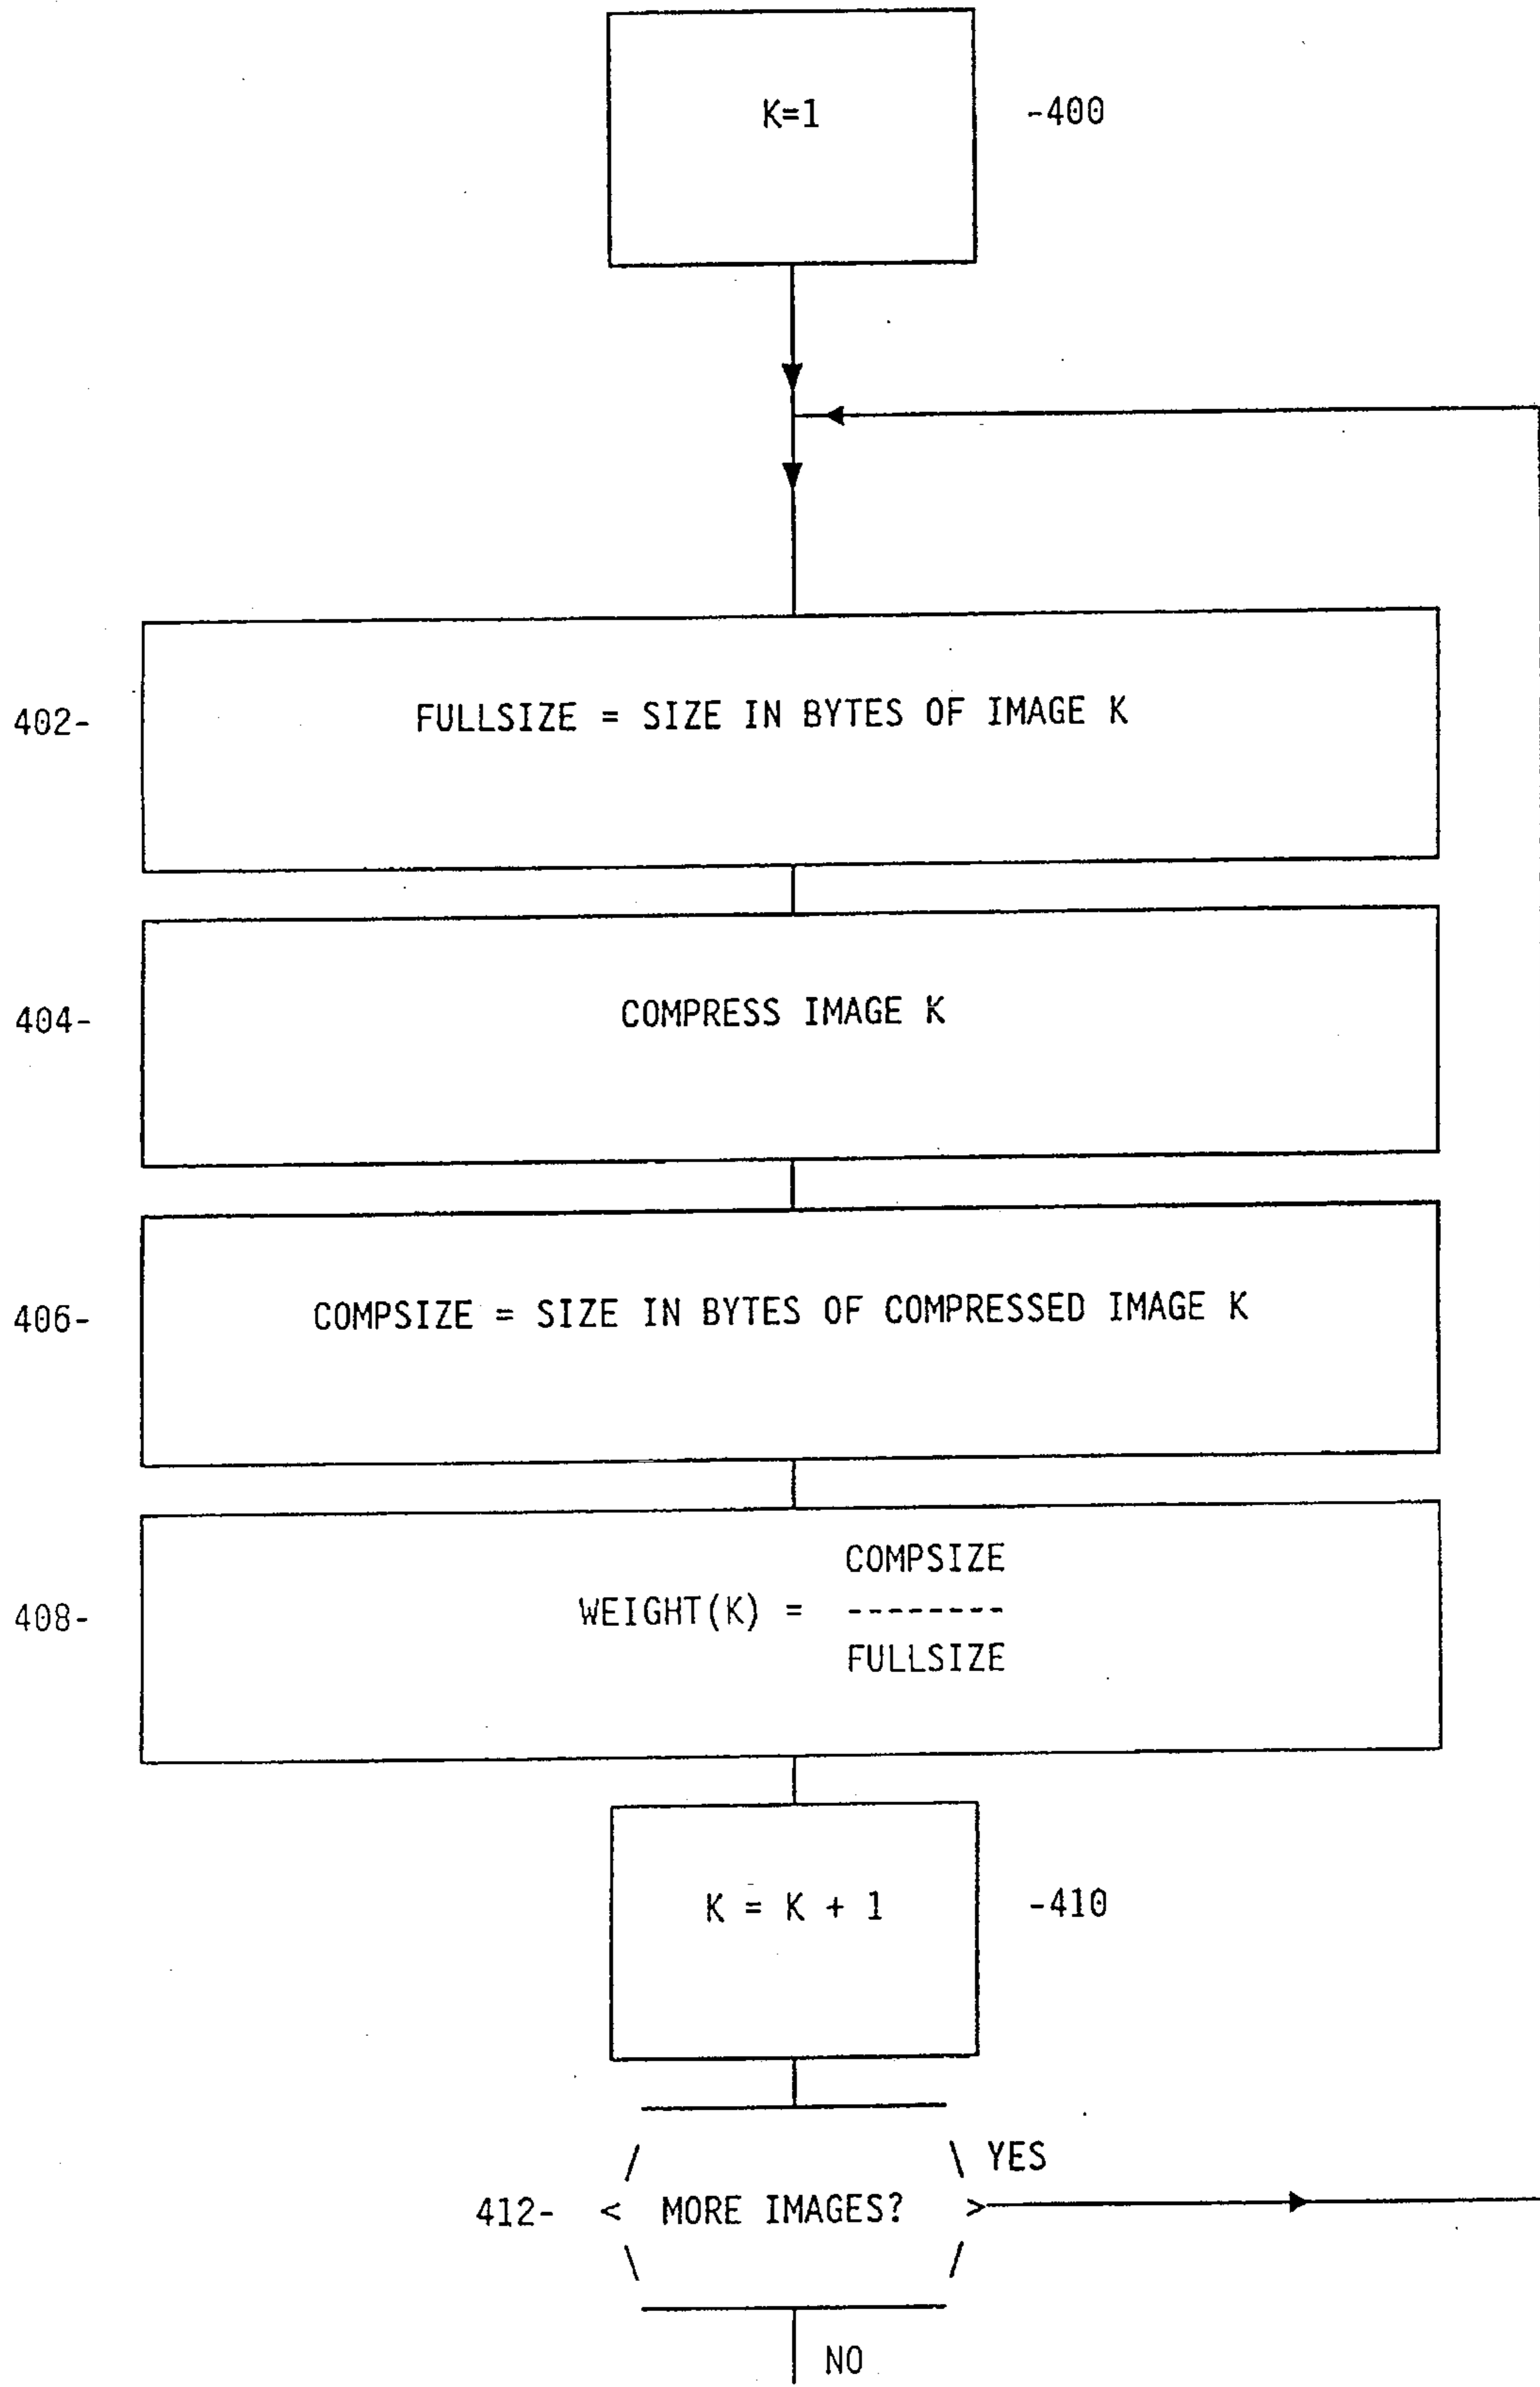 K=1 -400
402- FULLSIZE = SIZE IN BYTES OF IMAGE K
404- COMPRESS IMAGE K
406- COMPSIZE = SIZE IN BYTES OF COMPRESSED IMAGE K
COMPSIZE
408- WEIGHT(K) = --------
FULLSIZE
K = K + 1 -410
/ \ YES
412- < MORE IMAGES? >
\ /
NO